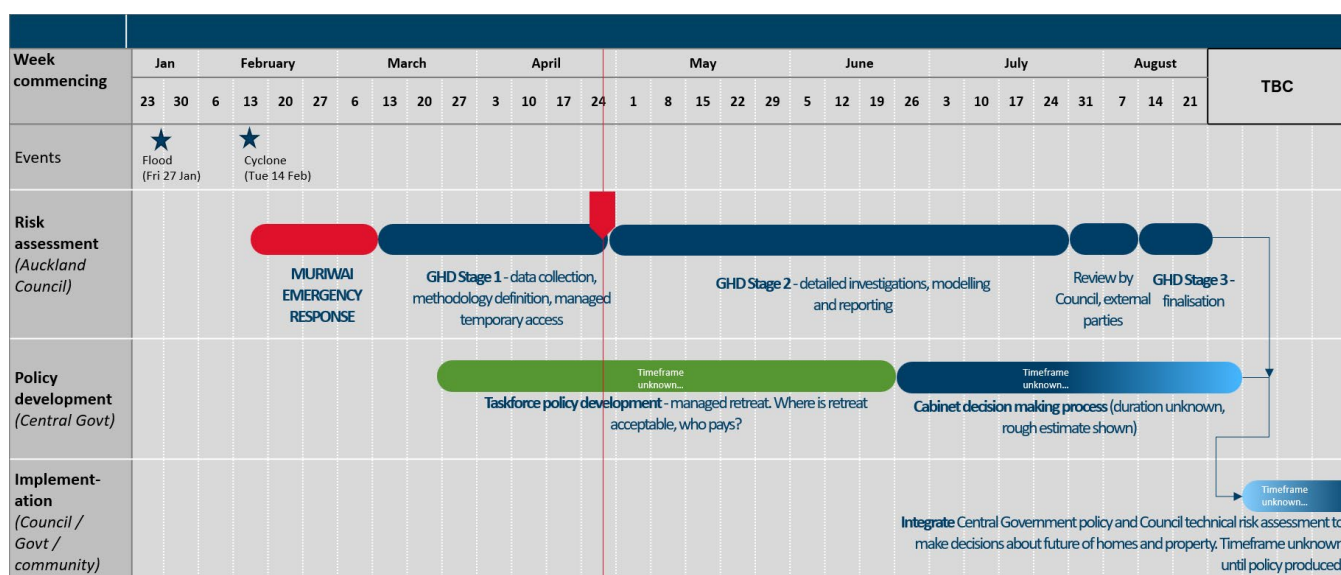 Week
commencing
Jan February March April May June July August TBC
23 30 6 13 20 27 6 13 20 27 3 10 17 24 1 8 15 22 29 5 12 19 26 3 10 17 24 31 7 14 21
Events
Flood
(Fri 27 Jan)
Cyclone
(Tue 14 Feb)
Risk
assessment
(Auckland
Council)
MURIWAI
EMERGENCY
RESPONSE
GHD Stage 1 - data collection,
methodology definition, managed
temporary access
GHD Stage 2 - detailed investigations, modelling
and reporting
Review by
Council, external
parties
GHD Stage 3 -
finalisation
Policy
development
(Central Govt)
Timeframe
unknown...
Taskforce policy development - managed retreat. Where is retreat
acceptable, who pays?
Timeframe
unknown...
Cabinet decision making process (duration unknown,
rough estimate shown)
Implement-
ation
(Council /
Govt /
community)
Timeframe
unknown...
Integrate Central Government policy and Council technical risk assessment to
make decisions about future of homes and property. Timeframe unknown
until policy produced